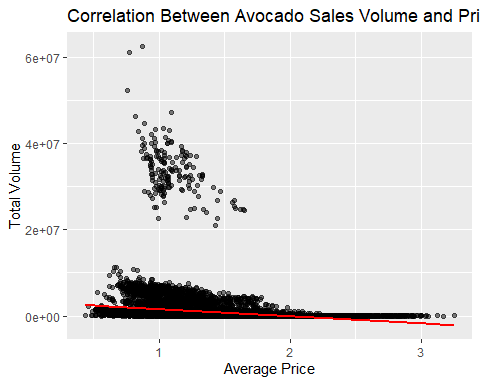 Correlation Between Avocado Sales Volume and Pri
6e+07
4e+07
2e+07
0e+00
Total Volume
1 2 3
Average Price